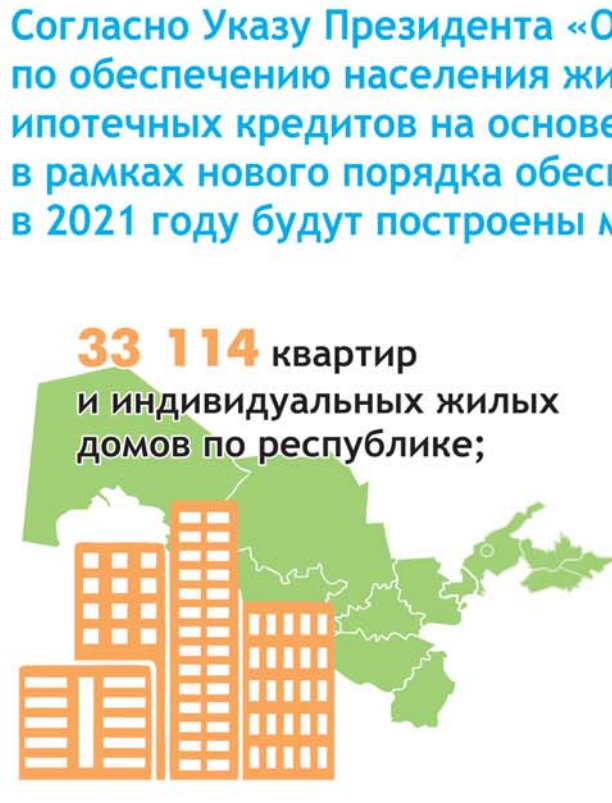 Согласно Указу Президента «О
по обеспечению населения жи
ипотечных кредитов на основе
в рамках нового порядка обес
в 2021 году будут построены
33 114 квартир
и индивидуальных жилых
домов по республике;